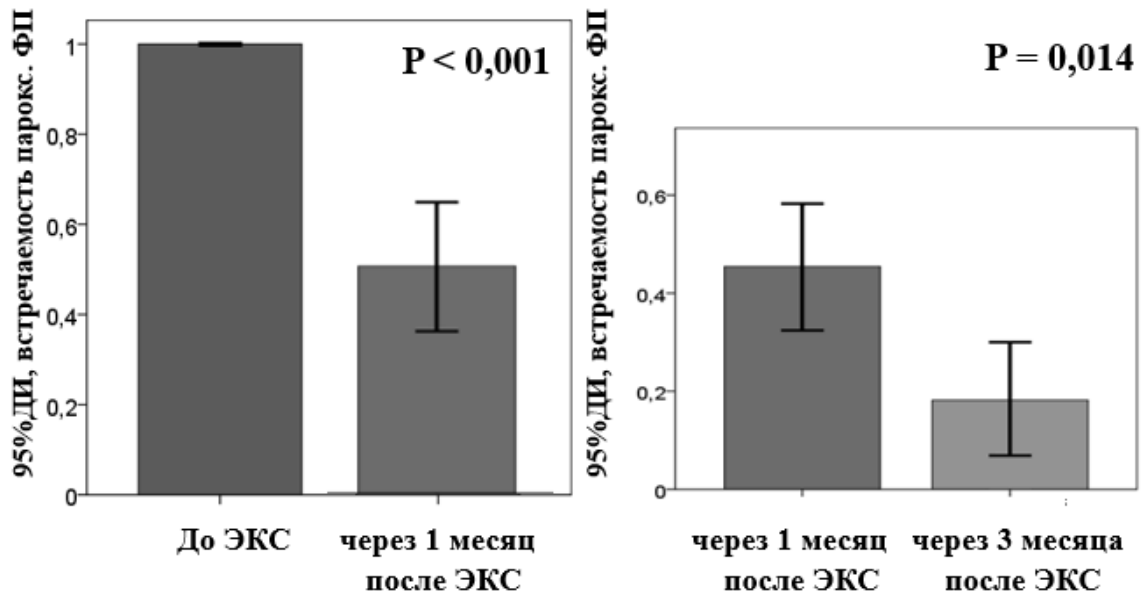 95%ДИ, встречаемость парокс. ФП
1
0,8
0,6
0,4
0,2
0
P < 0,001
До ЭКС
через 1 месяц
после ЭКС
95%ДИ, встречаемость парокс. ФП
0,6
0,4
0,2
0
P = 0,014
через 1 месяц
после ЭКС
через 3 месяца
после ЭКС